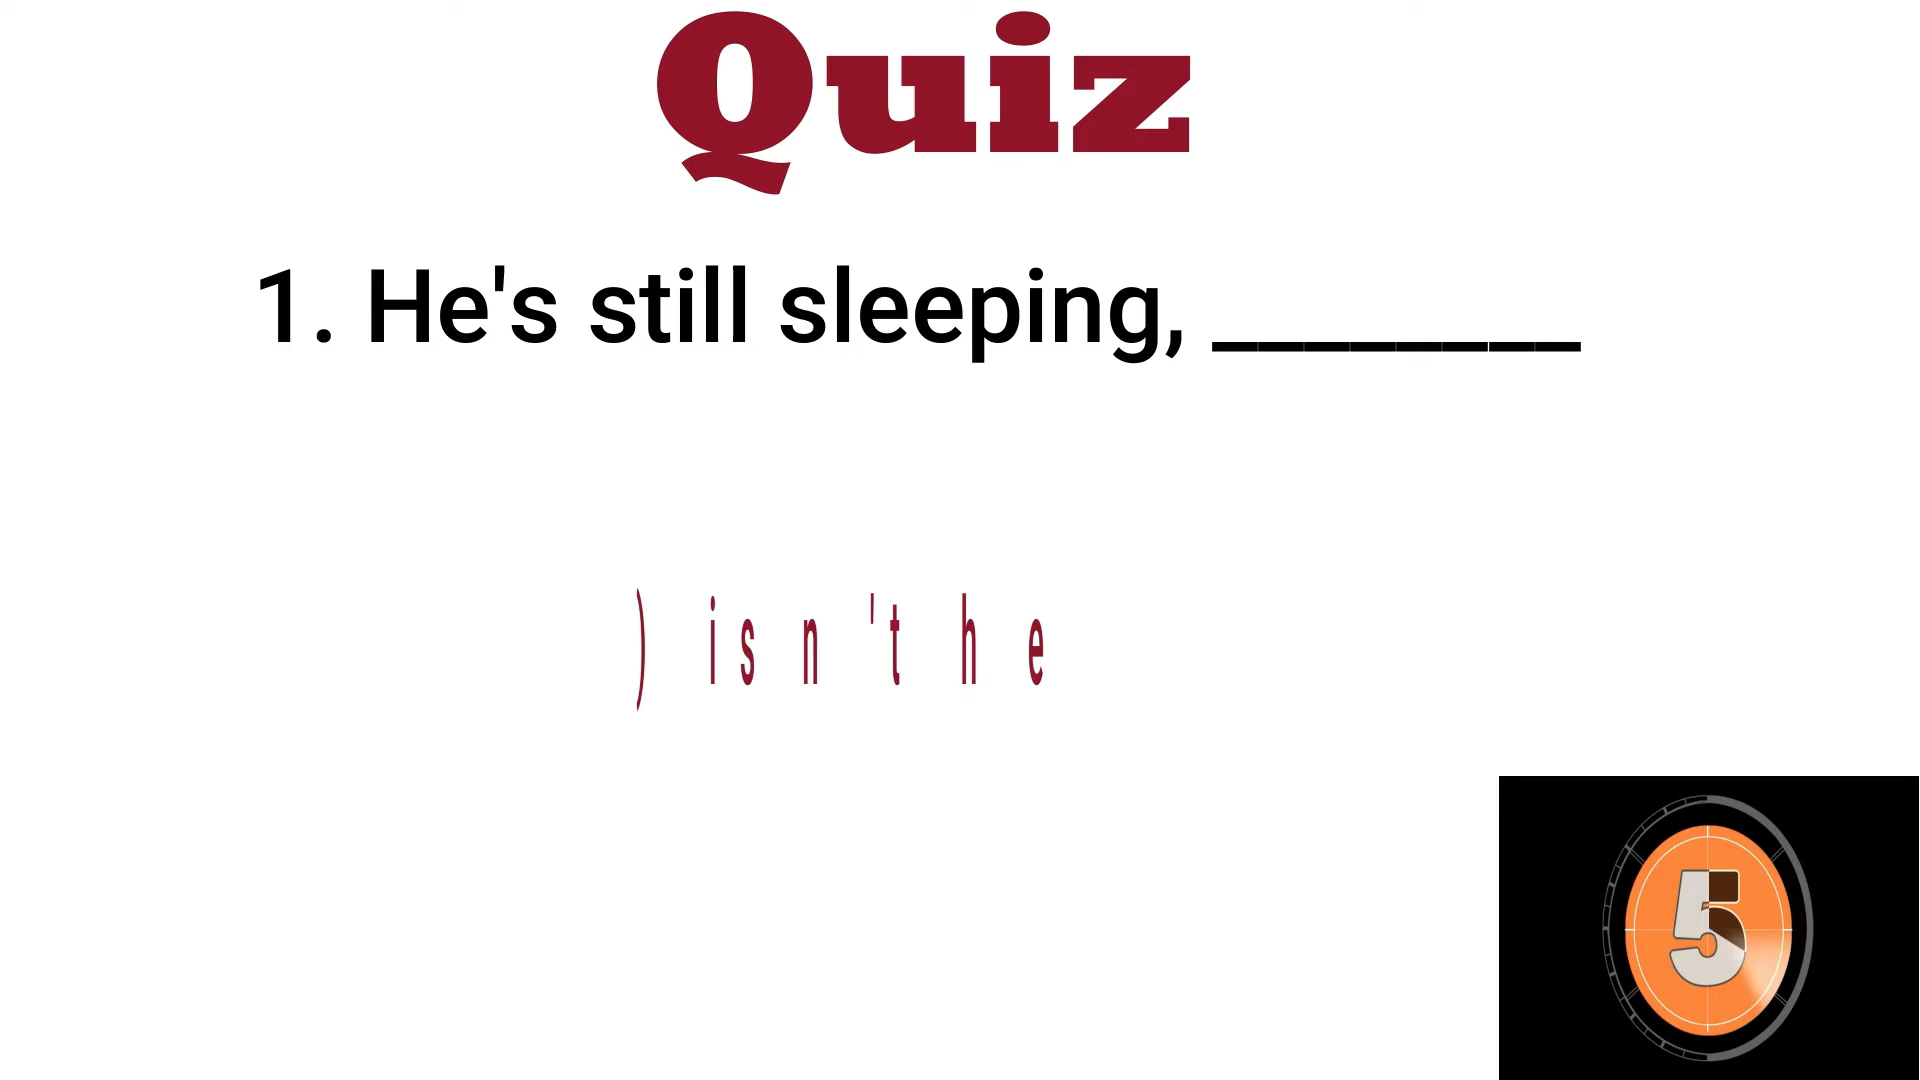 Quiz
1. He's still sleeping, ________
) isn't he
5